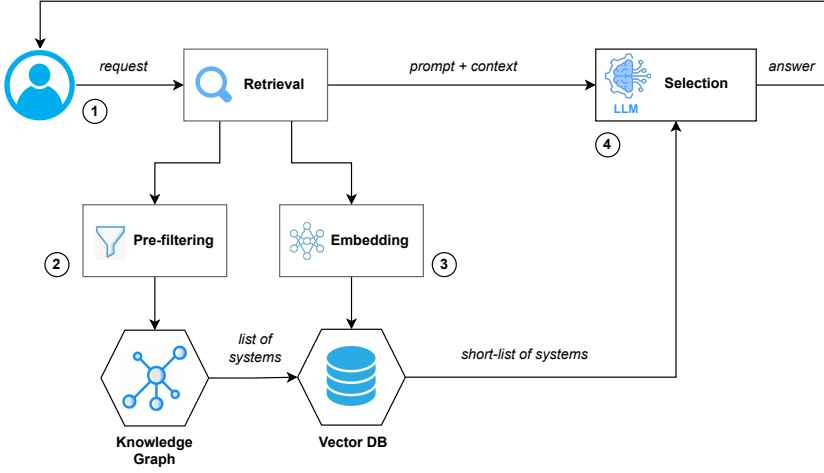 request
Retrieval
prompt + context
LLM
Selection
answer
1
4
Pre-filtering
Embedding
2
3
list of
systems
short-list of systems
Knowledge
Graph
Vector DB